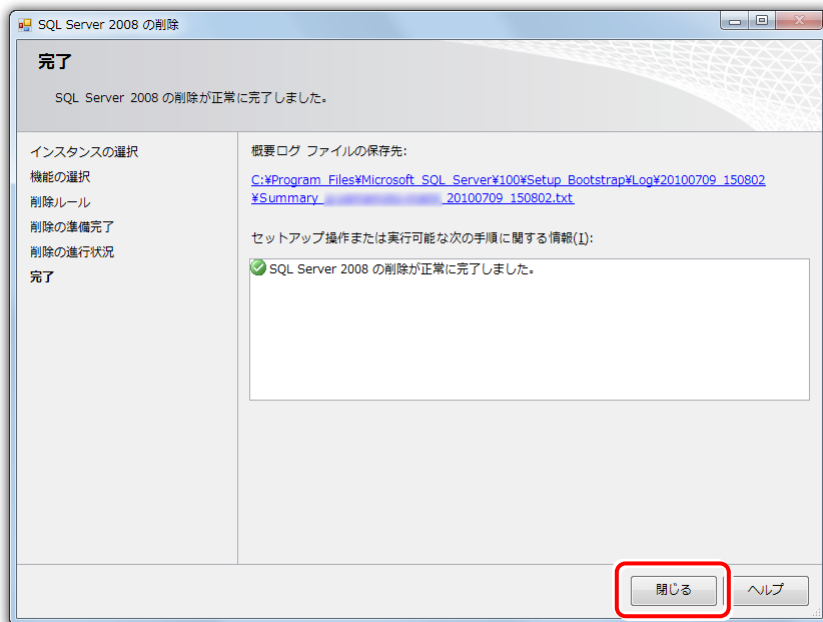 SQL Server 2008 の削除
完了
SQL Server 2008 の削除が正常に完了しました。
インスタンスの選択
機能の選択
削除ルール
削除の準備完了
削除の進行状況
完了
概要ログ ファイルの保存先:
C:¥Program Files¥Microsoft SQL Server¥100¥Setup Bootstrap¥Log¥20100709_150802
¥Summary_ _20100709_150802.txt
セットアップ操作または実行可能な次の手順に関する情報(I):
SQL Server 2008 の削除が正常に完了しました。
閉じる
ヘルプ